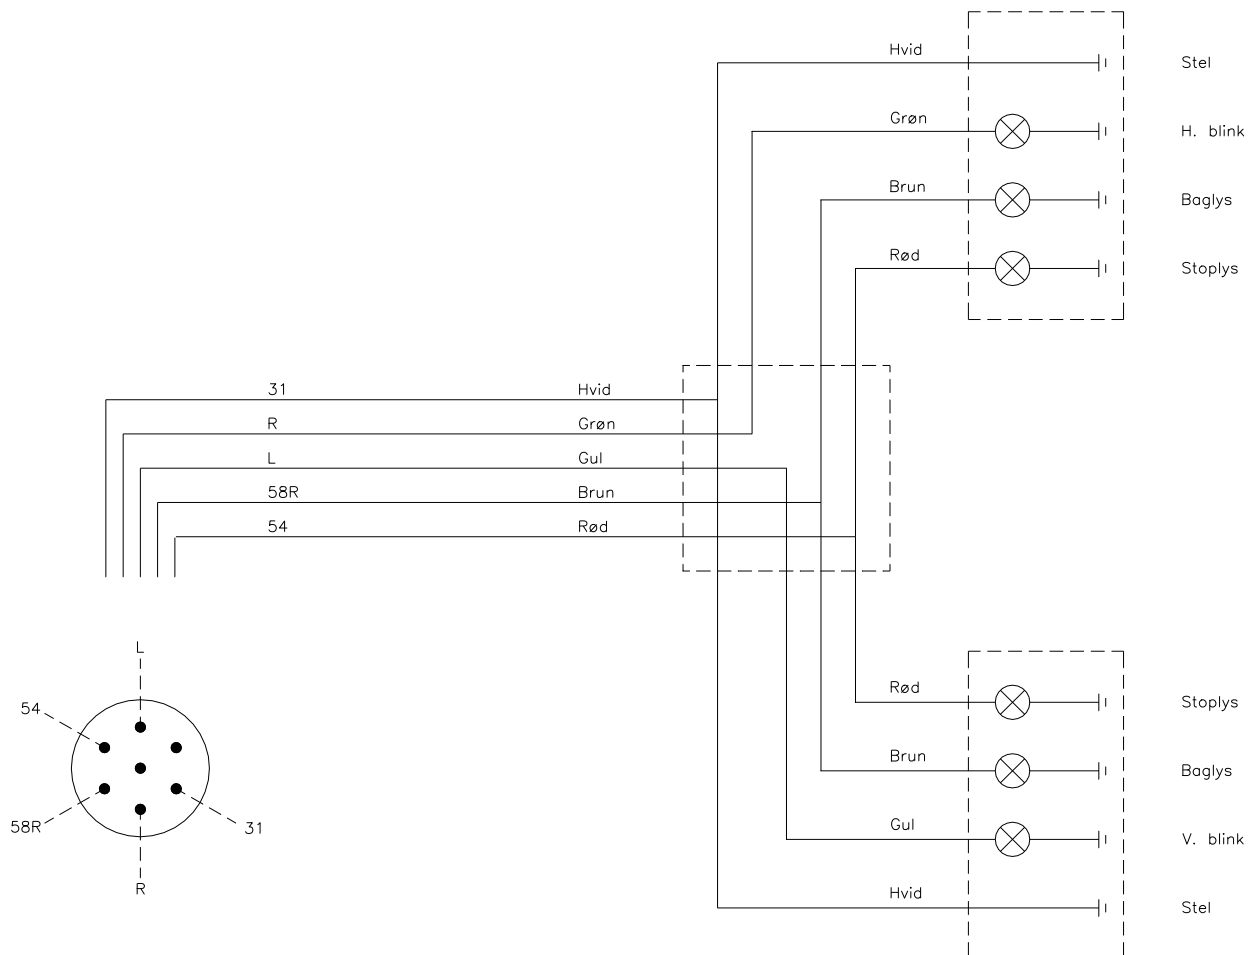 Hvid Stel
Grøn H. blink
Brun Baglys
Rød Stoplys
31 Hvid
R Grøn
L Gul
58R Brun
54 Rød
L
54
58R
31
R
Rød Stoplys
Brun Baglys
Gul V. blink
Hvid Stel